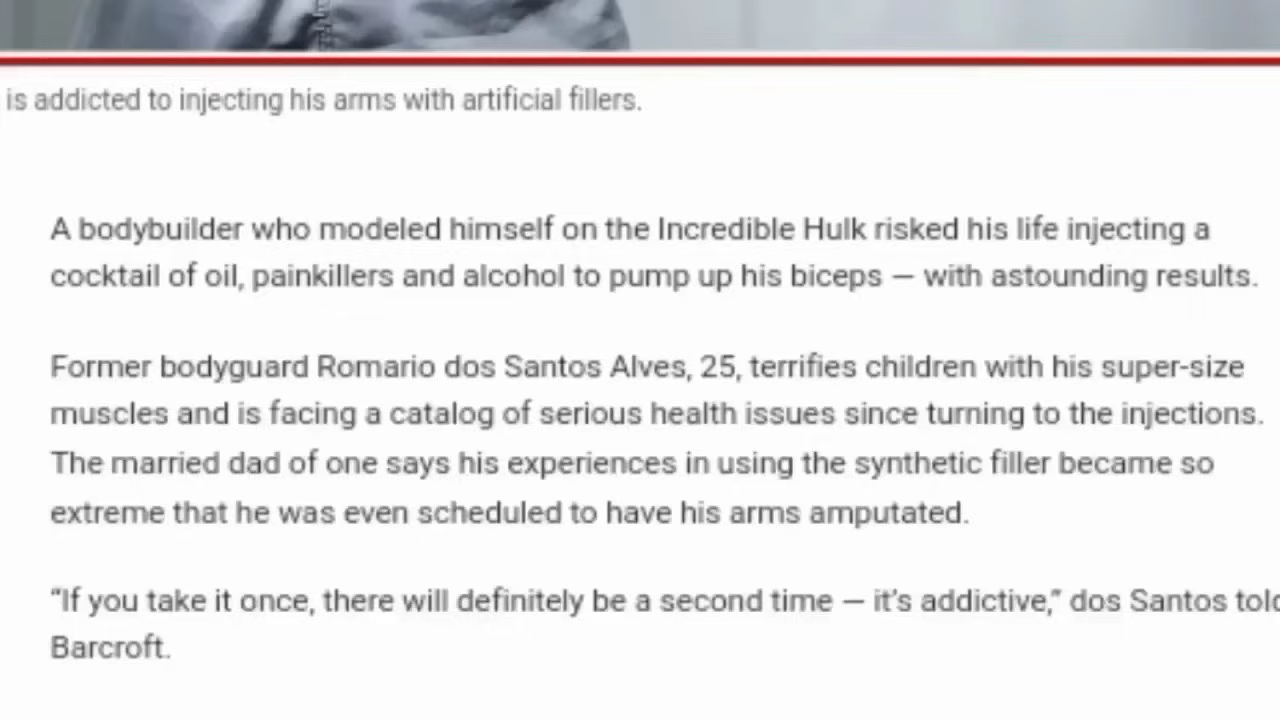 is addicted to injecting his arms with artificial fillers.
A bodybuilder who modeled himself on the Incredible Hulk risked his life injecting a
cocktail of oil, painkillers and alcohol to pump up his biceps — with astounding results.
Former bodyguard Romario dos Santos Alves, 25, terrifies children with his super-size
muscles and is facing a catalog of serious health issues since turning to the injections.
The married dad of one says his experiences in using the synthetic filler became so
extreme that he was even scheduled to have his arms amputated.
“If you take it once, there will definitely be a second time — it’s addictive,” dos Santos told
Barcroft.